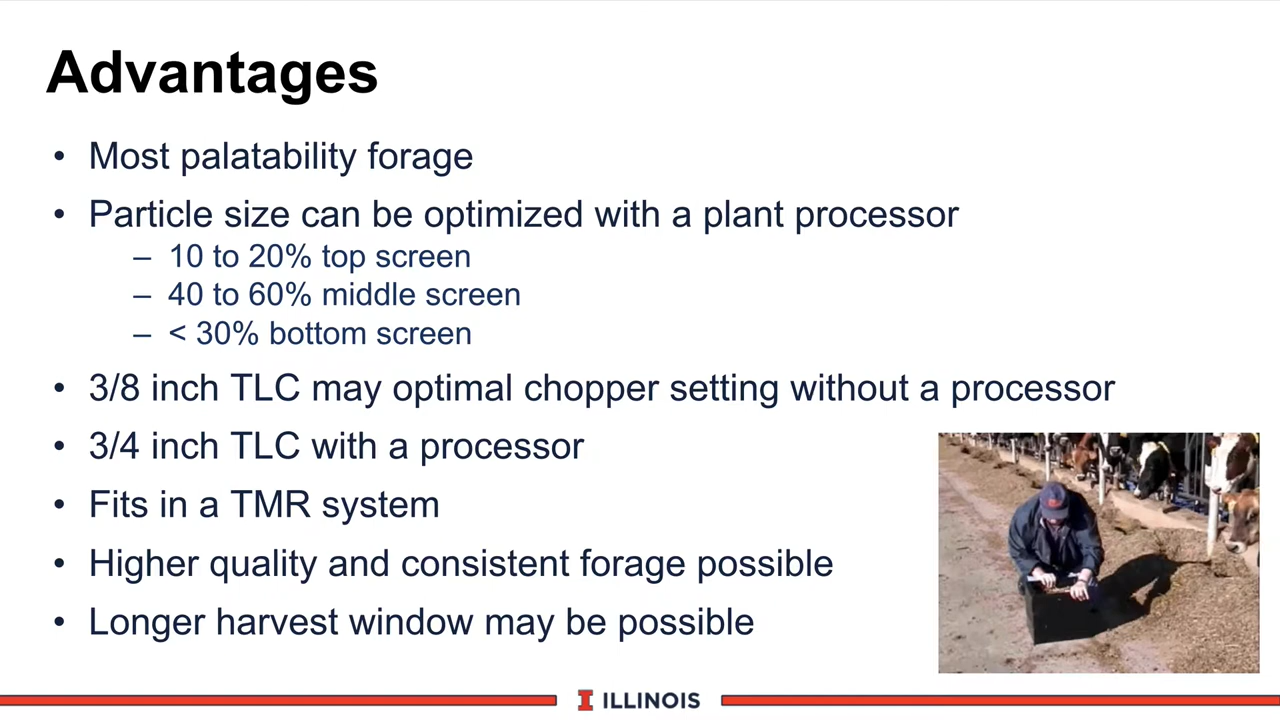 Advantages
• Most palatability forage
• Particle size can be optimized with a plant processor
– 10 to 20% top screen
– 40 to 60% middle screen
– < 30% bottom screen
• 3/8 inch TLC may optimal chopper setting without a processor
• 3/4 inch TLC with a processor
• Fits in a TMR system
• Higher quality and consistent forage possible
• Longer harvest window may be possible
I ILLINOIS